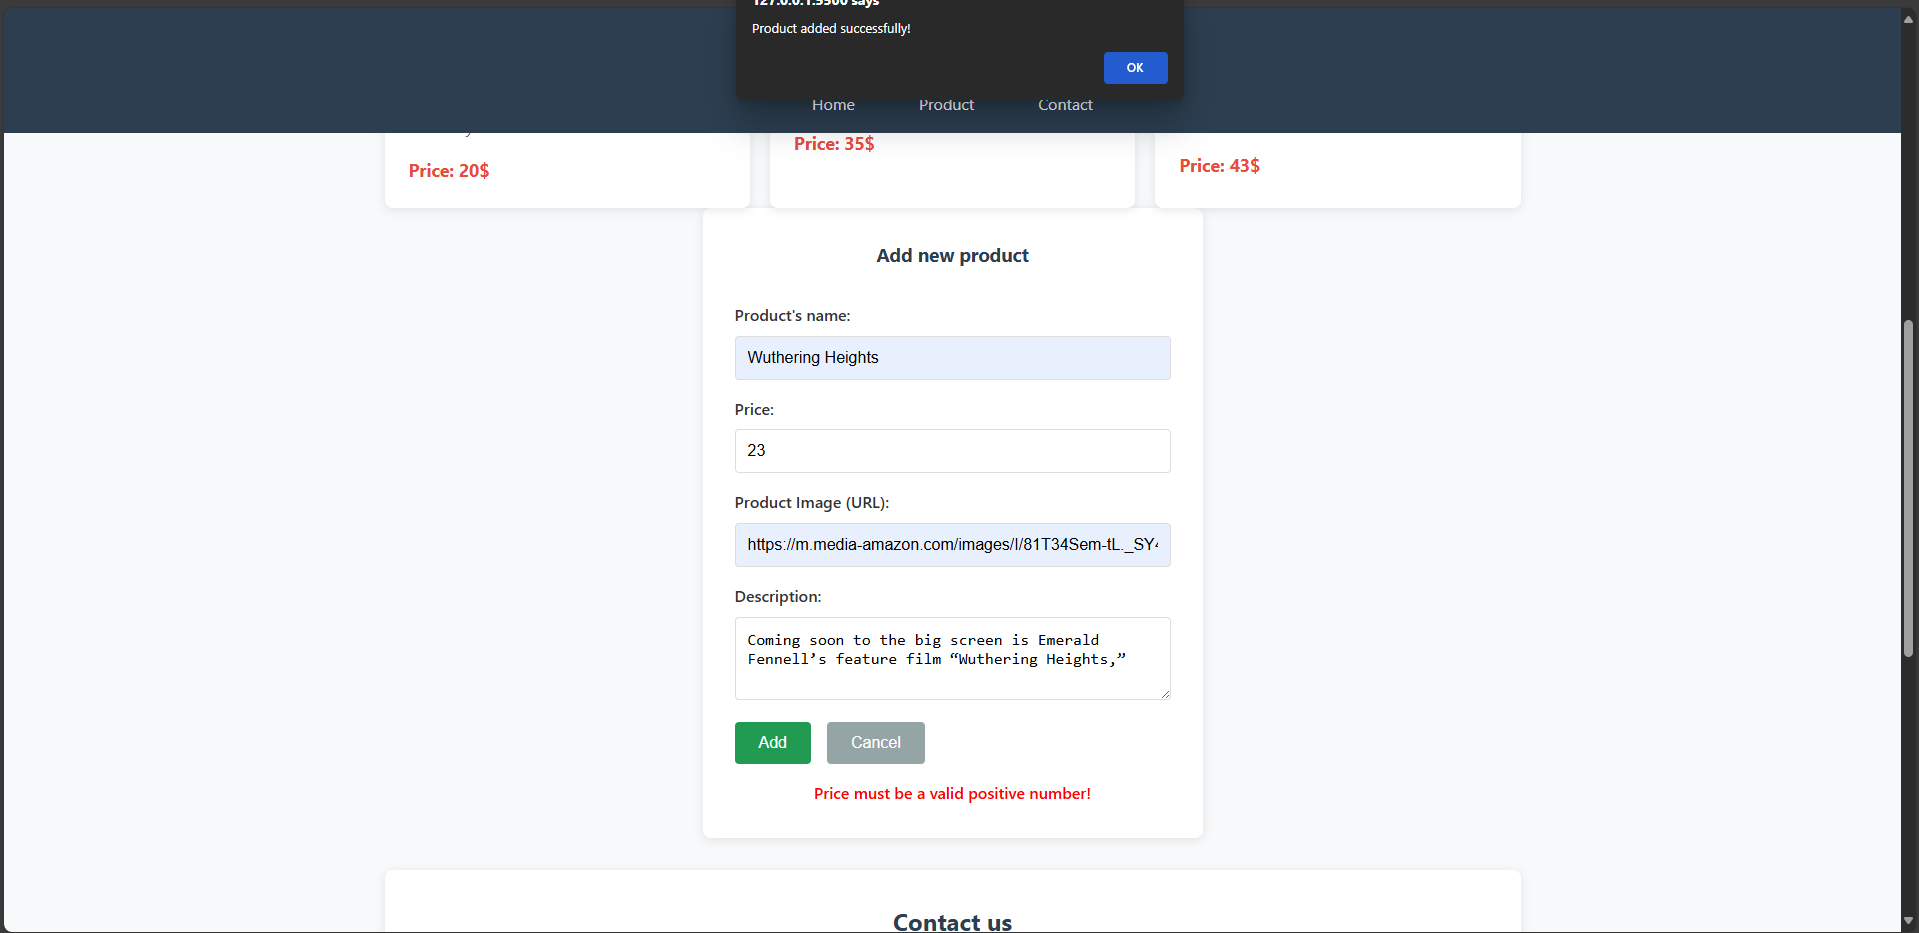 127.0.0.1:5500 says
Product added successfully!
OK
Home Product Contact
Price: 20$
Price: 35$
Price: 43$
Add new product
Product's name:
Wuthering Heights
Price:
23
Product Image (URL):
https://m.media-amazon.com/images/I/81T34Sem-tL._SY4
Description:
Coming soon to the big screen is Emerald
Fennell’s feature film “Wuthering Heights,”
Add Cancel
Price must be a valid positive number!
Contact us